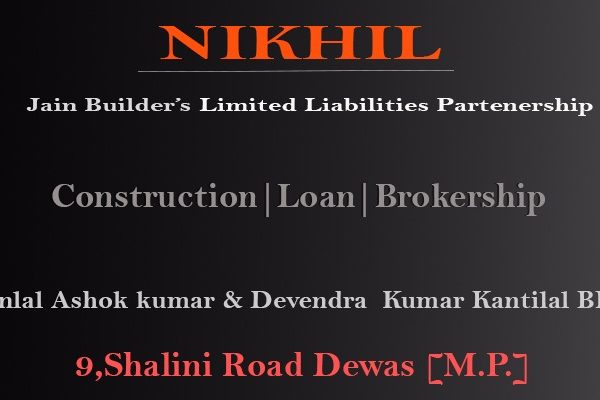 NIKHIL
Jain Builder's Limited Liabilities Partenership
Construction|Loan|Brokership
Ashok kumar & Devendra Kumar Kantilal
9,Shalini Road Dewas [M.P.]